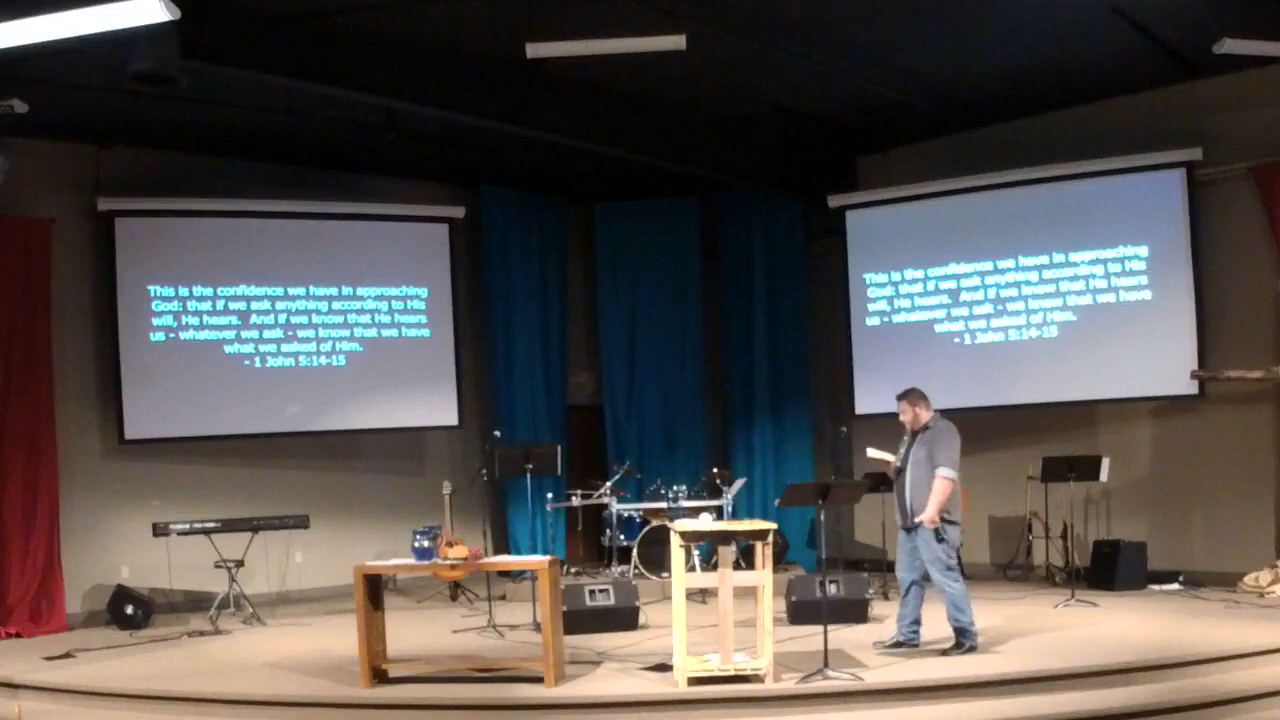 This is the confidence we have in approaching
God: that if we ask anything according to His
will, He hears. And if we know that He hears
us - whatever we ask - we know that we have
what we asked of Him.
- 1 John 5:14-15
This is the confidence we have in approaching
God: that if we ask anything according to His
will, He hears. And if we know that He hears
us - whatever we ask - we know that we have
what we asked of Him.
- 1 John 5:14-15